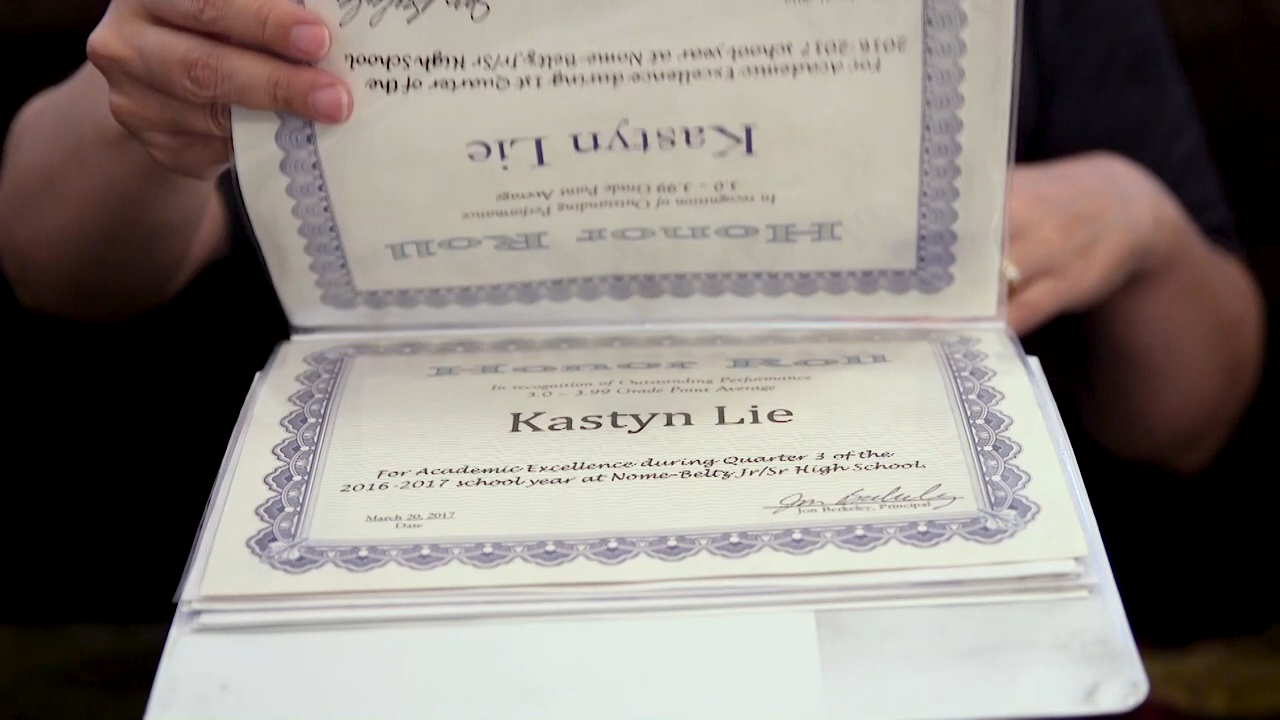 2016-2017 school year at Nome-Beltz Jr/Sr High School
For Academic Excellence during 1st Quarter of the
Kastyn Lie
3.0 - 3.99 Grade Point Average
In recognition of Outstanding Performance
Honor Roll
Honor Roll
In recognition of Outstanding Performance
3.0 - 3.99 Grade Point Average
Kastyn Lie
For Academic Excellence during Quarter 3 of the
2016-2017 school year at Nome-Beltz Jr/Sr High School.
March 20, 2017
Date
Jon Berkeley, Principal